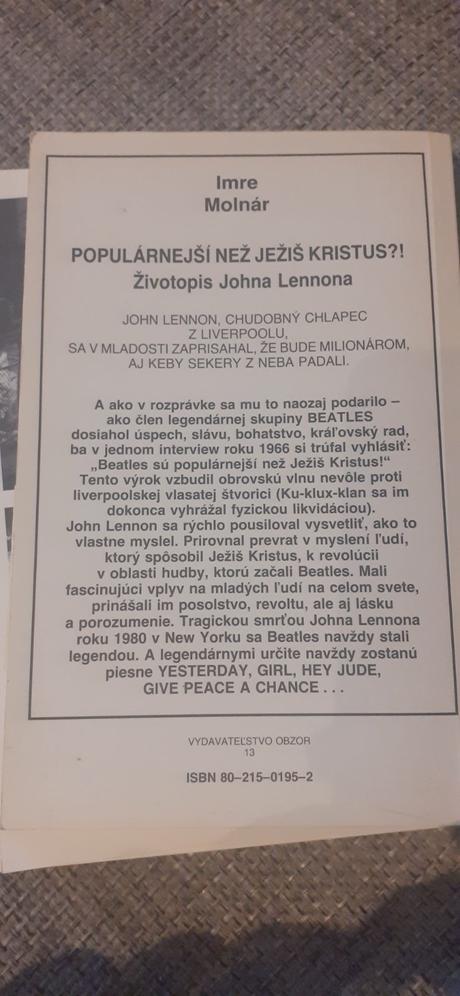 Imre
Molnár
POPULÁRNEJŠÍ NEŽ JEŽIŠ KRISTUS?!
Životopis Johna Lennona
JOHN LENNON, CHUDOBNÝ CHLAPEC
Z LIVERPOOLU,
SA V MLADOSTI ZAPRISAHAL, ŽE BUDE MILIONÁROM,
AJ KEBY SEKERY Z NEBA PADALI.
A ako v rozprávke sa mu to naozaj podarilo –
ako člen legendárnej skupiny BEATLES
dosiahol úspech, slávu, bohatstvo, kráľovský rad,
ba v jednom interview roku 1966 si trúfal vyhlásiť:
„Beatles sú populárnejší než Ježiš Kristus!“
Tento výrok vzbudil obrovskú vlnu nevôle proti
liverpoolskej vlasatej štvorici (Ku-klux-klan sa im
dokonca vyhrážal fyzickou likvidáciou).
John Lennon sa rýchlo pousiloval vysvetliť, ako to
vlastne myslel. Prirovnal prevrat v myslení ľudí,
ktorý spôsobil Ježiš Kristus, k revolúcii
v oblasti hudby, ktorú začali Beatles. Mali
fascinujúci vplyv na mladých ľudí na celom svete,
prinášali im posolstvo, revoltu, ale aj lásku
a porozumenie. Tragickou smrťou Johna Lennona
roku 1980 v New Yorku sa Beatles navždy stali
legendou. A legendárnymi určite navždy zostanú
piesne YESTERDAY, GIRL, HEY JUDE,
GIVE PEACE A CHANCE . . .
VYDAVATEĽSTVO OBZOR
13
ISBN 80–215–0195–2